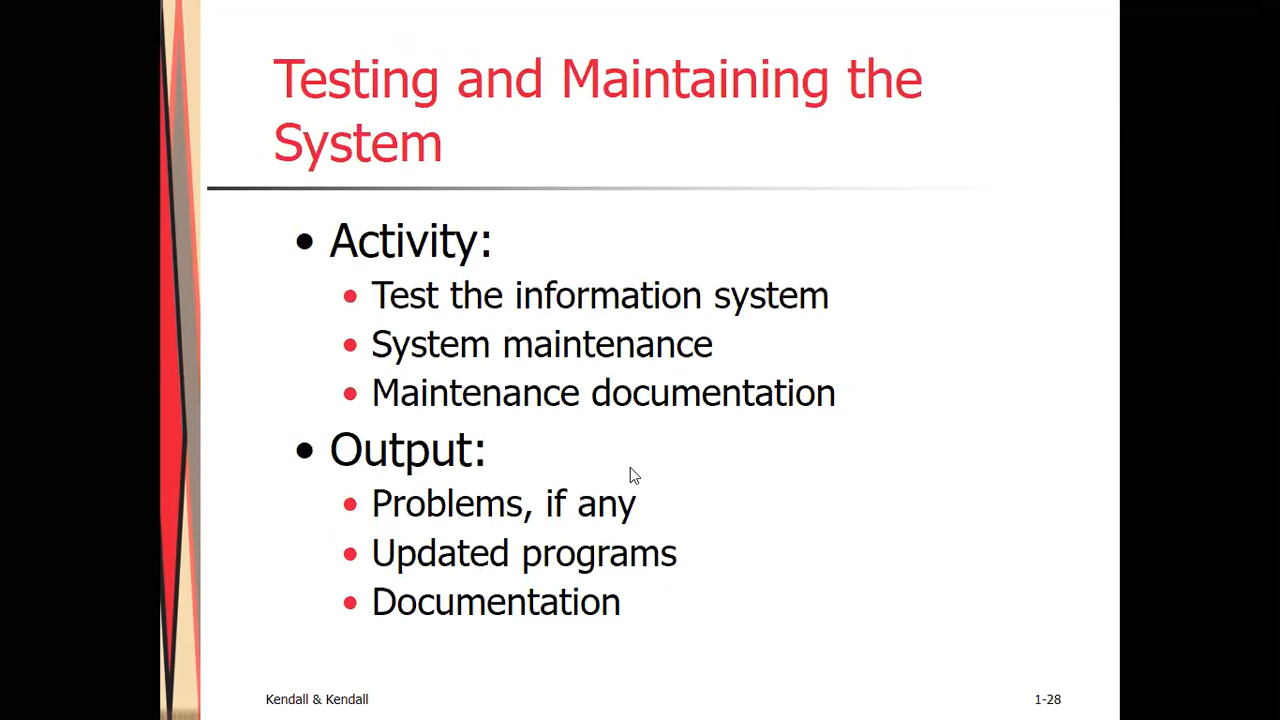 Testing and Maintaining the
System
• Activity:
• Test the information system
• System maintenance
• Maintenance documentation
• Output:
• Problems, if any
• Updated programs
• Documentation
Kendall & Kendall
1-28